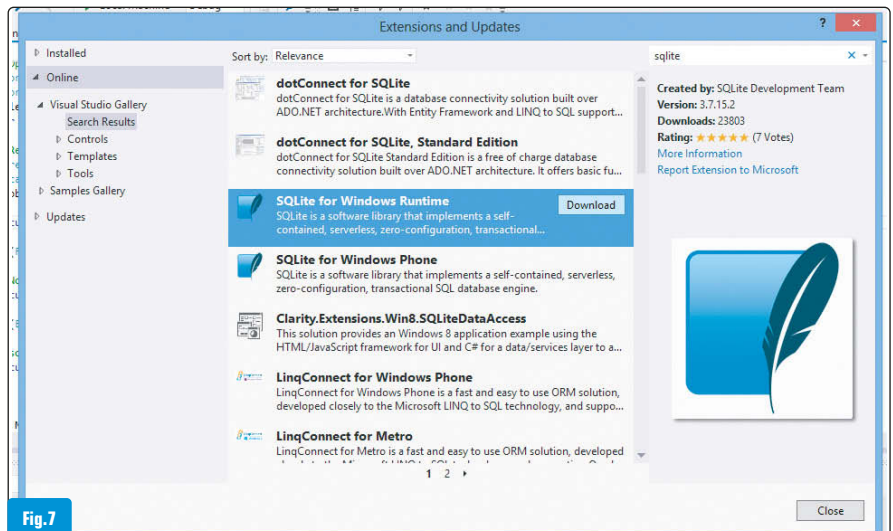 Extensions and Updates
?
Installed
Online
Visual Studio Gallery
Search Results
Controls
Templates
Tools
Samples Gallery
Updates
Sort by: Relevance
dotConnect for SQLite
dotConnect for SQLite is a database connectivity solution built over
ADO.NET architecture.With Entity Framework and LINQ to SQL support...
dotConnect for SQLite, Standard Edition
dotConnect for SQLite Standard Edition is a free of charge database
connectivity solution built over ADO.NET architecture. It offers basic fu...
SQLite for Windows Runtime
Download
SQLite is a software library that implements a self-
contained, serverless, zero-configuration, transactional...
SQLite for Windows Phone
SQLite is a software library that implements a self-contained, serverless,
zero-configuration, transactional SQL database engine.
Clarity.Extensions.Win8.SQLiteDataAccess
This solution provides an Windows 8 application example using the
HTML/JavaScript framework for UI and C# for a data/services layer to a...
LinqConnect for Windows Phone
LinqConnect for Windows Phone is a fast and easy to use ORM solution,
developed closely to the Microsoft LINQ to SQL technology, and suppo...
LinqConnect for Metro
LinqConnect for Metro is a fast and easy to use ORM solution, developed
1 2
sqlite
Created by: SQLite Development Team
Version: 3.7.15.2
Downloads: 23803
Rating: ★★★★★ (7 Votes)
More Information
Report Extension to Microsoft
Close
Fig.7